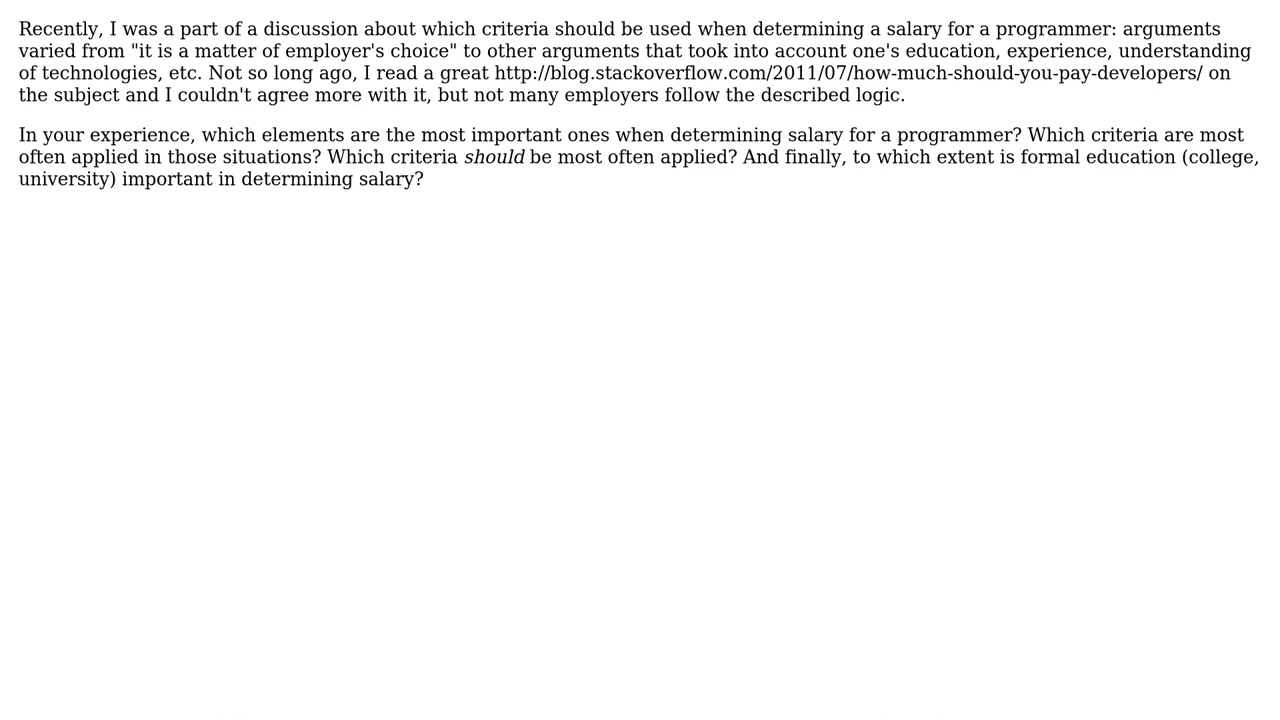 Recently, I was a part of a discussion about which criteria should be used when determining a salary for a programmer: arguments
varied from "it is a matter of employer's choice" to other arguments that took into account one's education, experience, understanding
of technologies, etc. Not so long ago, I read a great http://blog.stackoverflow.com/2011/07/how-much-should-you-pay-developers/ on
the subject and I couldn't agree more with it, but not many employers follow the described logic.
In your experience, which elements are the most important ones when determining salary for a programmer? Which criteria are most
often applied in those situations? Which criteria should be most often applied? And finally, to which extent is formal education (college,
university) important in determining salary?